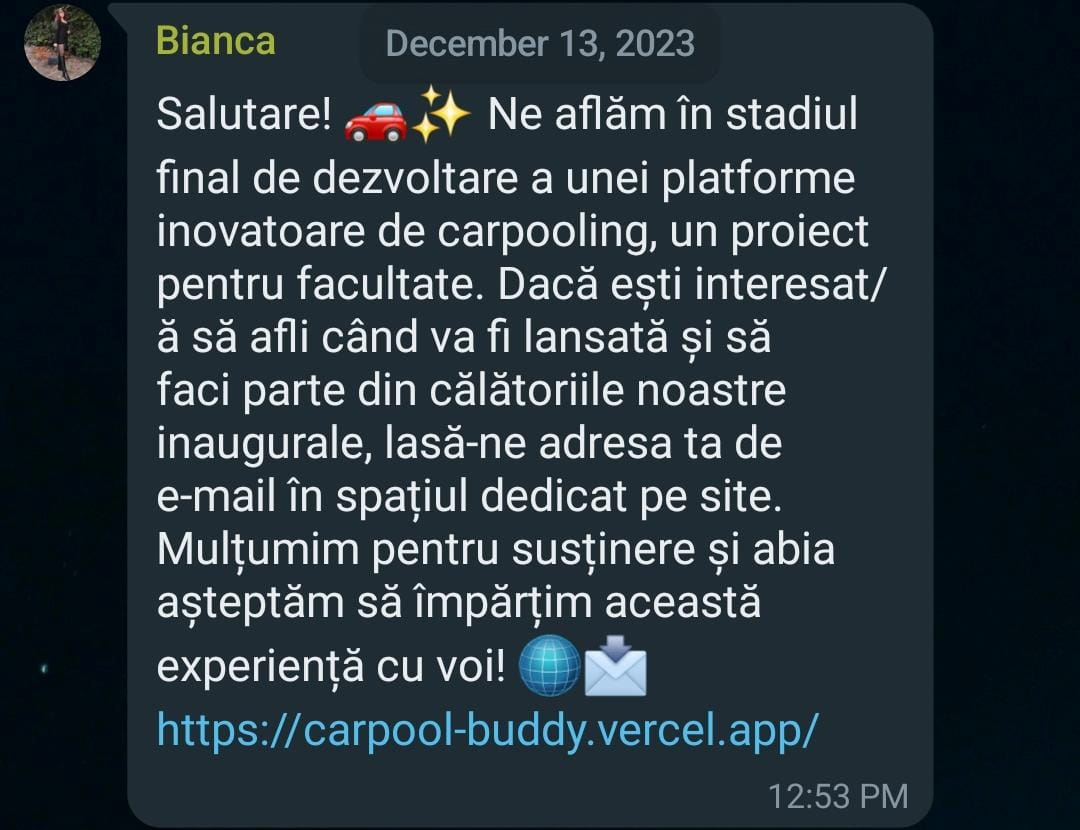 Bianca
December 13, 2023
Salutare! 🚗✨ Ne aflăm în stadiul
final de dezvoltare a unei platforme
inovatoare de carpooling, un proiect
pentru facultate. Dacă ești interesat/
ă să afli când va fi lansată și să
faci parte din călătoriile noastre
inaugurale, lasă-ne adresa ta de
e-mail în spațiul dedicat pe site.
Mulțumim pentru susținere și abia
așteptăm să împărțim această
experiență cu voi! 🌐📩
https://carpool-buddy.vercel.app/
12:53 PM